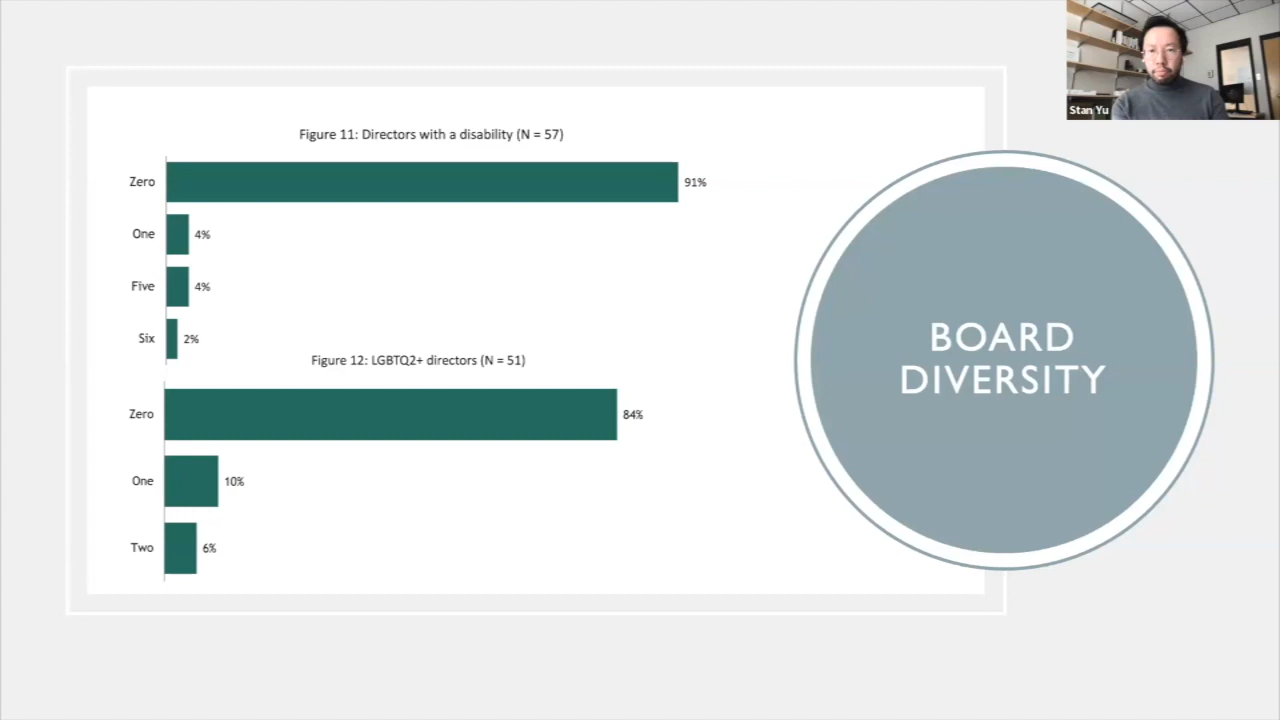 Stan Yu
Figure 11: Directors with a disability (N = 57)
Zero 91%
One 4%
Five 4%
Six 2%
Figure 12: LGBTQ2+ directors (N = 51)
Zero 84%
One 10%
Two 6%
BOARD
DIVERSITY